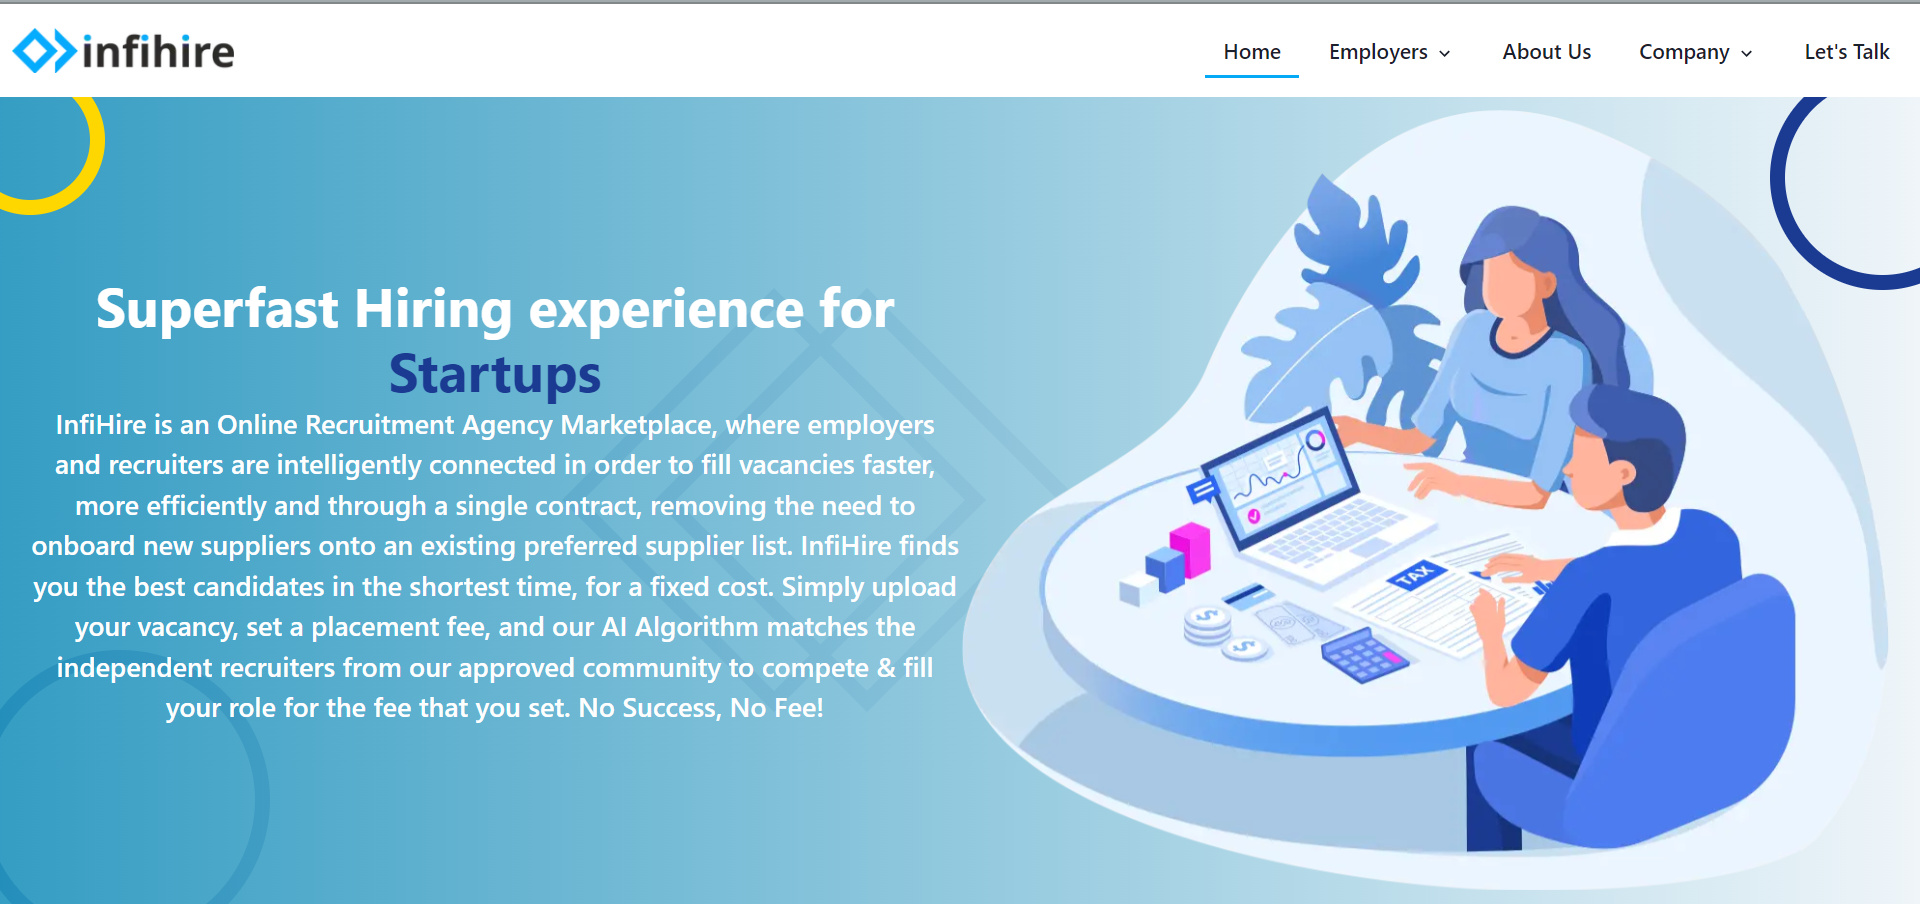 infihire
Home Employers About Us Company Let's Talk
Superfast Hiring experience for
Startups
InfiHire is an Online Recruitment Agency Marketplace, where employers
and recruiters are intelligently connected in order to fill vacancies faster,
more efficiently and through a single contract, removing the need to
onboard new suppliers onto an existing preferred supplier list. InfiHire finds
you the best candidates in the shortest time, for a fixed cost. Simply upload
your vacancy, set a placement fee, and our AI Algorithm matches the
independent recruiters from our approved community to compete & fill
your role for the fee that you set. No Success, No Fee!
TAX